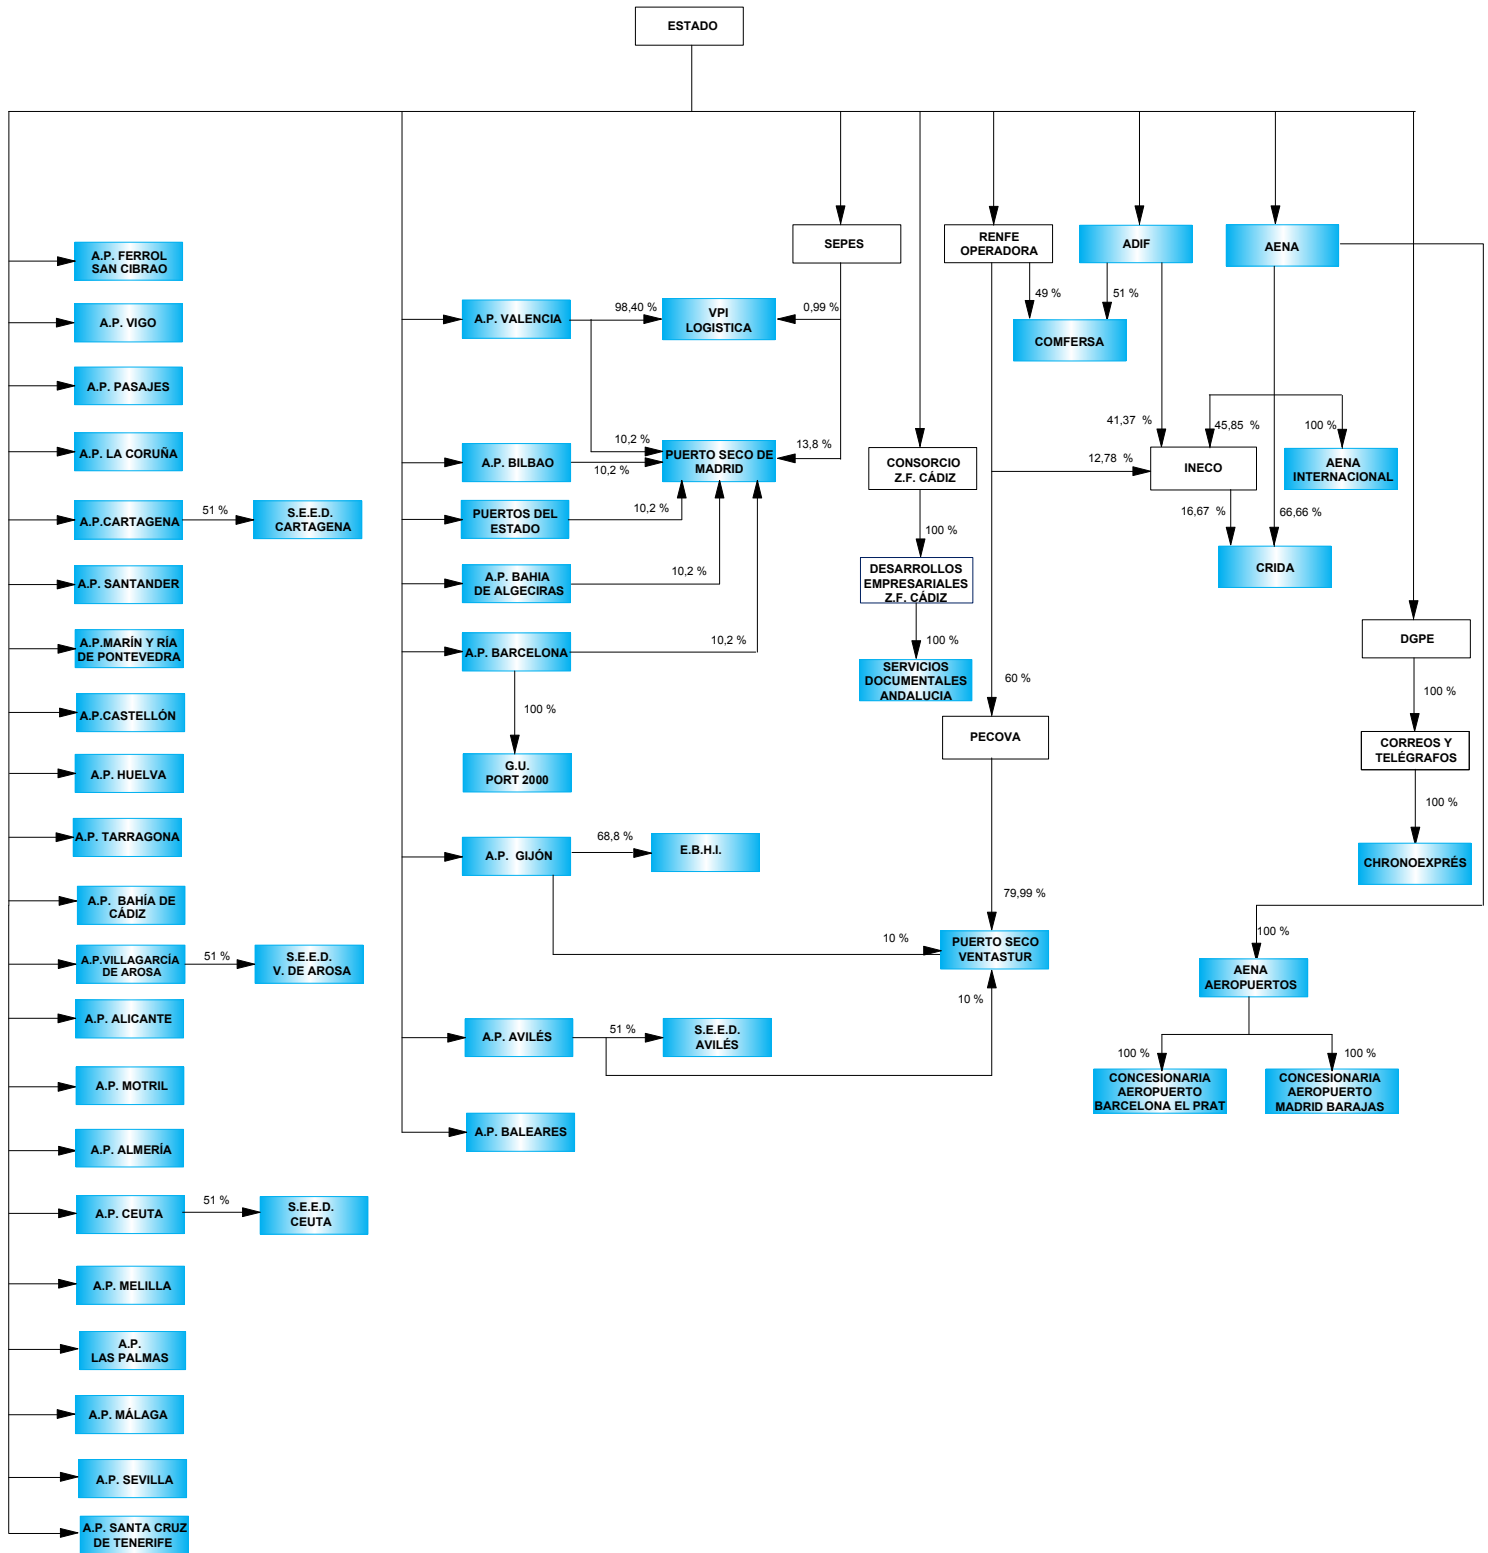 ESTADO
SEPES
RENFE
OPERADORA
ADIF
AENA
A.P. FERROL
SAN CIBRAO
49 %
51 %
A.P. VIGO
A.P. VALENCIA
98,40 %
VPI
LOGISTICA
0,99 %
COMFERSA
A.P. PASAJES
41,37 %
45,85 %
100 %
A.P. LA CORUÑA
A.P. BILBAO
10,2 %
10,2 %
PUERTO SECO DE
MADRID
13,8 %
CONSORCIO
Z.F. CÁDIZ
12,78 %
INECO
AENA
INTERNACIONAL
A.P.CARTAGENA
51 %
S.E.E.D.
CARTAGENA
PUERTOS DEL
ESTADO
10,2 %
100 %
16,67 %
66,66 %
A.P. SANTANDER
A.P. BAHIA
DE ALGECIRAS
10,2 %
DESARROLLOS
EMPRESARIALES
Z.F. CÁDIZ
CRIDA
A.P.MARÍN Y RÍA
DE PONTEVEDRA
A.P. BARCELONA
10,2 %
100 %
DGPE
SERVICIOS
DOCUMENTALES
ANDALUCIA
60 %
100 %
A.P.CASTELLÓN
100 %
PECOVA
CORREOS Y
TELÉGRAFOS
A.P. HUELVA
G.U.
PORT 2000
100 %
A.P. TARRAGONA
A.P. GIJÓN
68,8 %
E.B.H.I.
CHRONOEXPRÉS
A.P. BAHÍA DE
CÁDIZ
79,99 %
100 %
A.P.VILLAGARCÍA
DE AROSA
51 %
S.E.E.D.
V. DE AROSA
10 %
PUERTO SECO
VENTASTUR
AENA
AEROPUERTOS
10 %
A.P. ALICANTE
A.P. AVILÉS
51 %
S.E.E.D.
AVILÉS
100 %
100 %
A.P. MOTRIL
CONCESIONARIA
AEROPUERTO
BARCELONA EL PRAT
CONCESIONARIA
AEROPUERTO
MADRID BARAJAS
A.P. BALEARES
A.P. ALMERÍA
A.P. CEUTA
51 %
S.E.E.D.
CEUTA
A.P. MELILLA
A.P.
LAS PALMAS
A.P. MÁLAGA
A.P. SEVILLA
A.P. SANTA CRUZ
DE TENERIFE